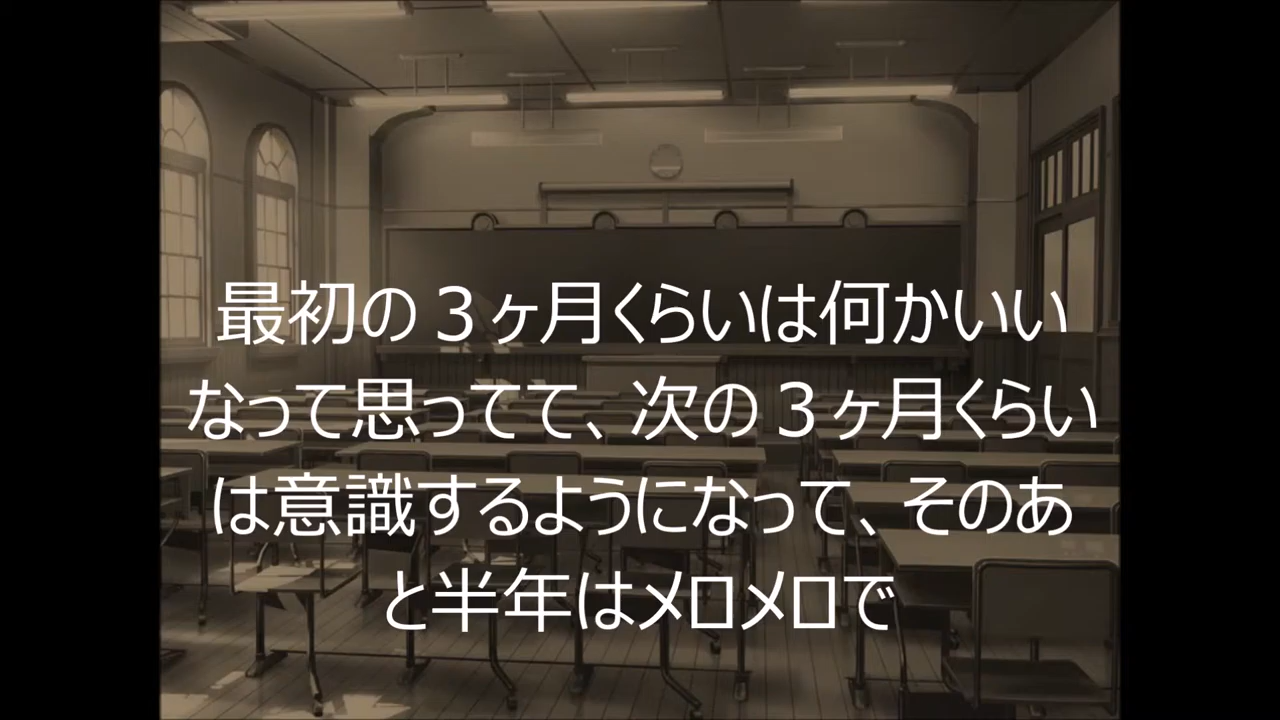 最初の３ヶ月くらいは何かいい
なって思ってて、次の３ヶ月くらい
は意識するようになって、そのあ
と半年はメロメロで